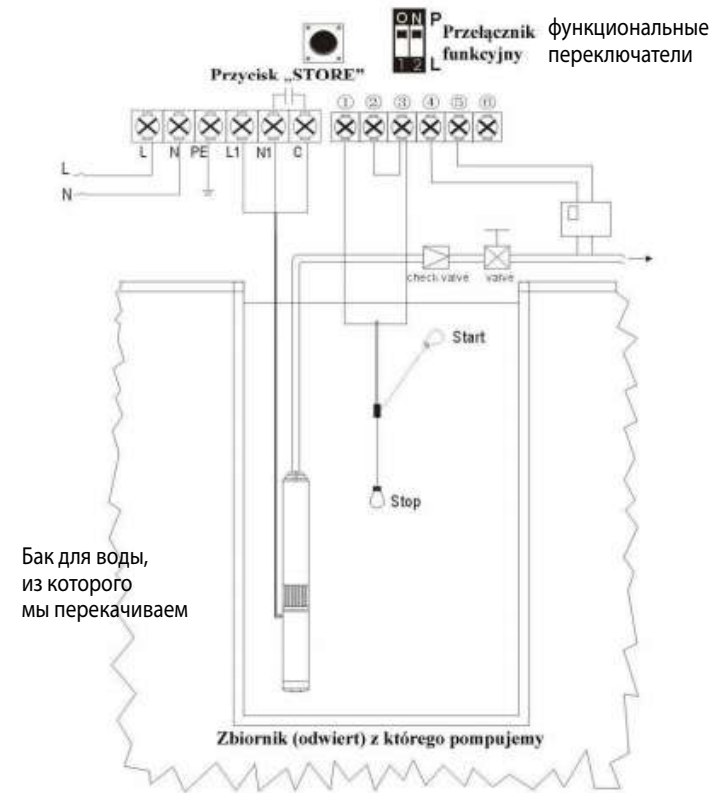 ON P
1 2 L
Przełącznik
funkcyjny
функциональные
переключатели
Przycisk „STORE”
① ② ③ ④ ⑤ ⑥
L N PE L1 N1 C
L
N
check valve valve
Start
Stop
Бак для воды,
из которого
мы перекачиваем
Zbiornik (odwiert) z którego pompujemy